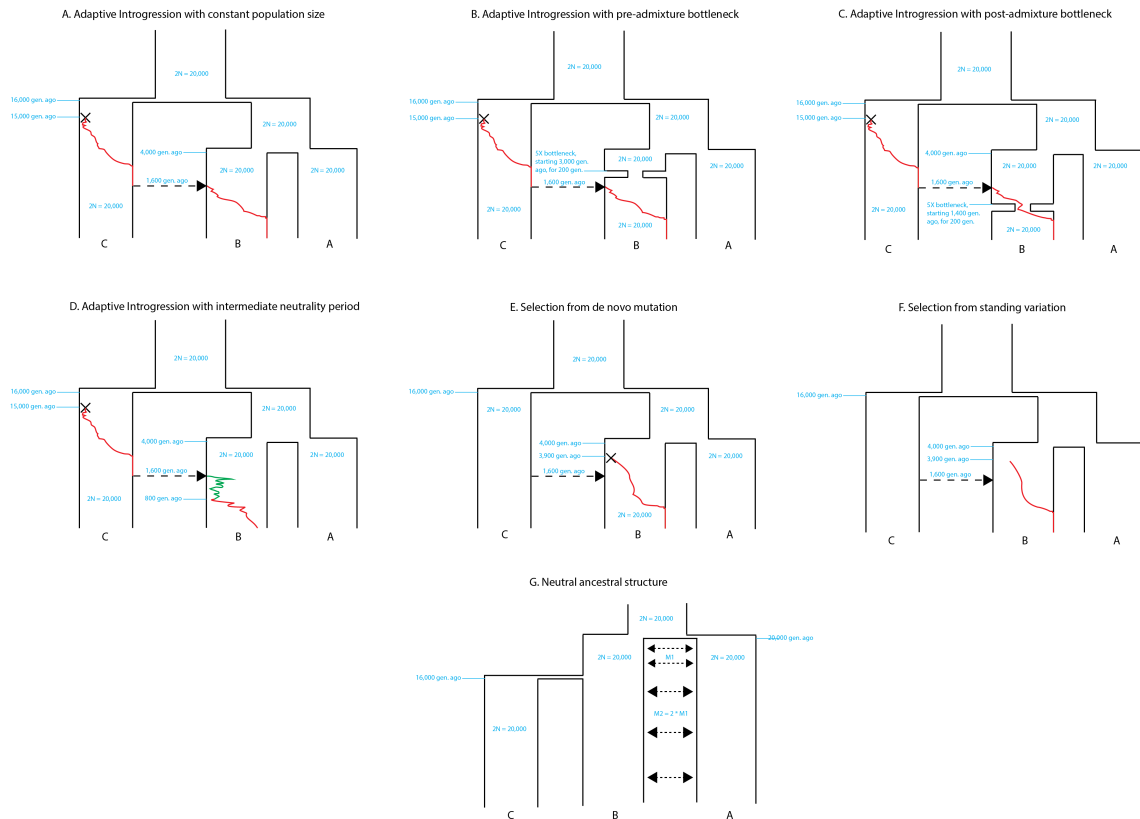 A. Adaptive Introgression with constant population size
2N = 20,000
16,000 gen. ago
15,000 gen. ago
2N = 20,000
4,000 gen. ago
2N = 20,000
2N = 20,000
1,600 gen. ago
2N = 20,000
C
B
A
B. Adaptive Introgression with pre-admixture bottleneck
2N = 20,000
16,000 gen. ago
15,000 gen. ago
2N = 20,000
5X bottleneck,
starting 3,000 gen.
ago, for 200 gen.
2N = 20,000
2N = 20,000
1,600 gen. ago
2N = 20,000
2N = 20,000
C
B
A
C. Adaptive Introgression with post-admixture bottleneck
2N = 20,000
16,000 gen. ago
15,000 gen. ago
2N = 20,000
4,000 gen. ago
2N = 20,000
2N = 20,000
1,600 gen. ago
5X bottleneck,
starting 1,400 gen.
ago, for 200 gen.
2N = 20,000
2N = 20,000
C
B
A
D. Adaptive Introgression with intermediate neutrality period
2N = 20,000
16,000 gen. ago
15,000 gen. ago
2N = 20,000
4,000 gen. ago
2N = 20,000
2N = 20,000
1,600 gen. ago
2N = 20,000
800 gen. ago
C
B
A
E. Selection from de novo mutation
2N = 20,000
16,000 gen. ago
2N = 20,000
2N = 20,000
4,000 gen. ago
3,900 gen. ago
2N = 20,000
1,600 gen. ago
2N = 20,000
C
B
A
F. Selection from standing variation
16,000 gen. ago
4,000 gen. ago
3,900 gen. ago
1,600 gen. ago
C
B
A
G. Neutral ancestral structure
2N = 20,000
20,000 gen. ago
2N = 20,000
M1
2N = 20,000
16,000 gen. ago
M2 = 2 * M1
2N = 20,000
C
B
A